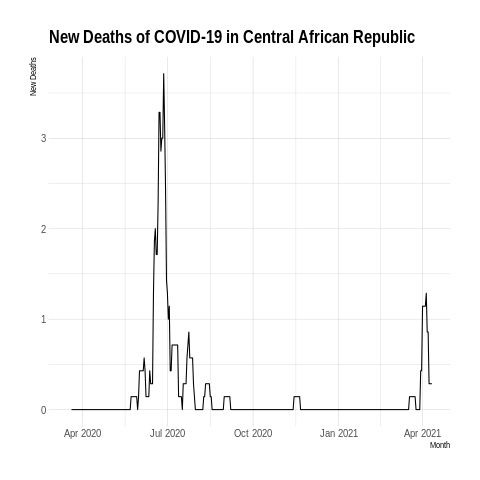 New Deaths of COVID-19 in Central African Republic
New Deaths
3
2
1
0
Apr 2020 Jul 2020 Oct 2020 Jan 2021 Apr 2021
Month